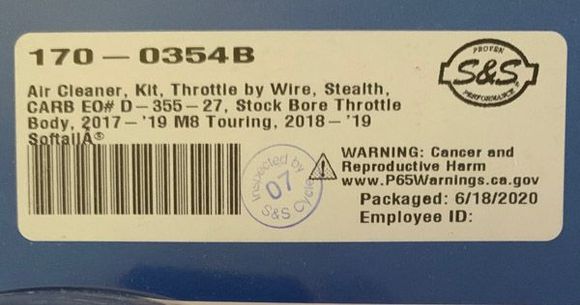 170-0354B
PROVEN
S&S
PERFORMANCE
Air Cleaner, Kit, Throttle by Wire, Stealth,
CARB EO# D-355-27, Stock Bore Throttle
Body, 2017-'19 M8 Touring, 2018-'19
SoftailÂ®
Inspected by
07
S&S Cycle
WARNING: Cancer and
Reproductive Harm
www.P65Warnings.ca.gov
Packaged: 6/18/2020
Employee ID: